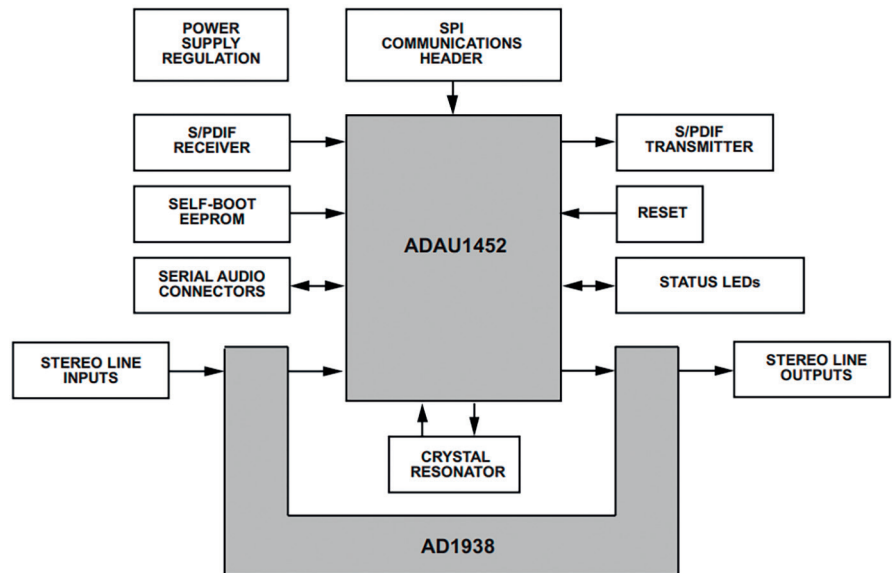 POWER
SUPPLY
REGULATION
SPI
COMMUNICATIONS
HEADER
S/PDIF
RECEIVER
S/PDIF
TRANSMITTER
SELF-BOOT
EEPROM
RESET
ADAU1452
SERIAL AUDIO
CONNECTORS
STATUS LEDs
STEREO LINE
INPUTS
STEREO LINE
OUTPUTS
CRYSTAL
RESONATOR
AD1938